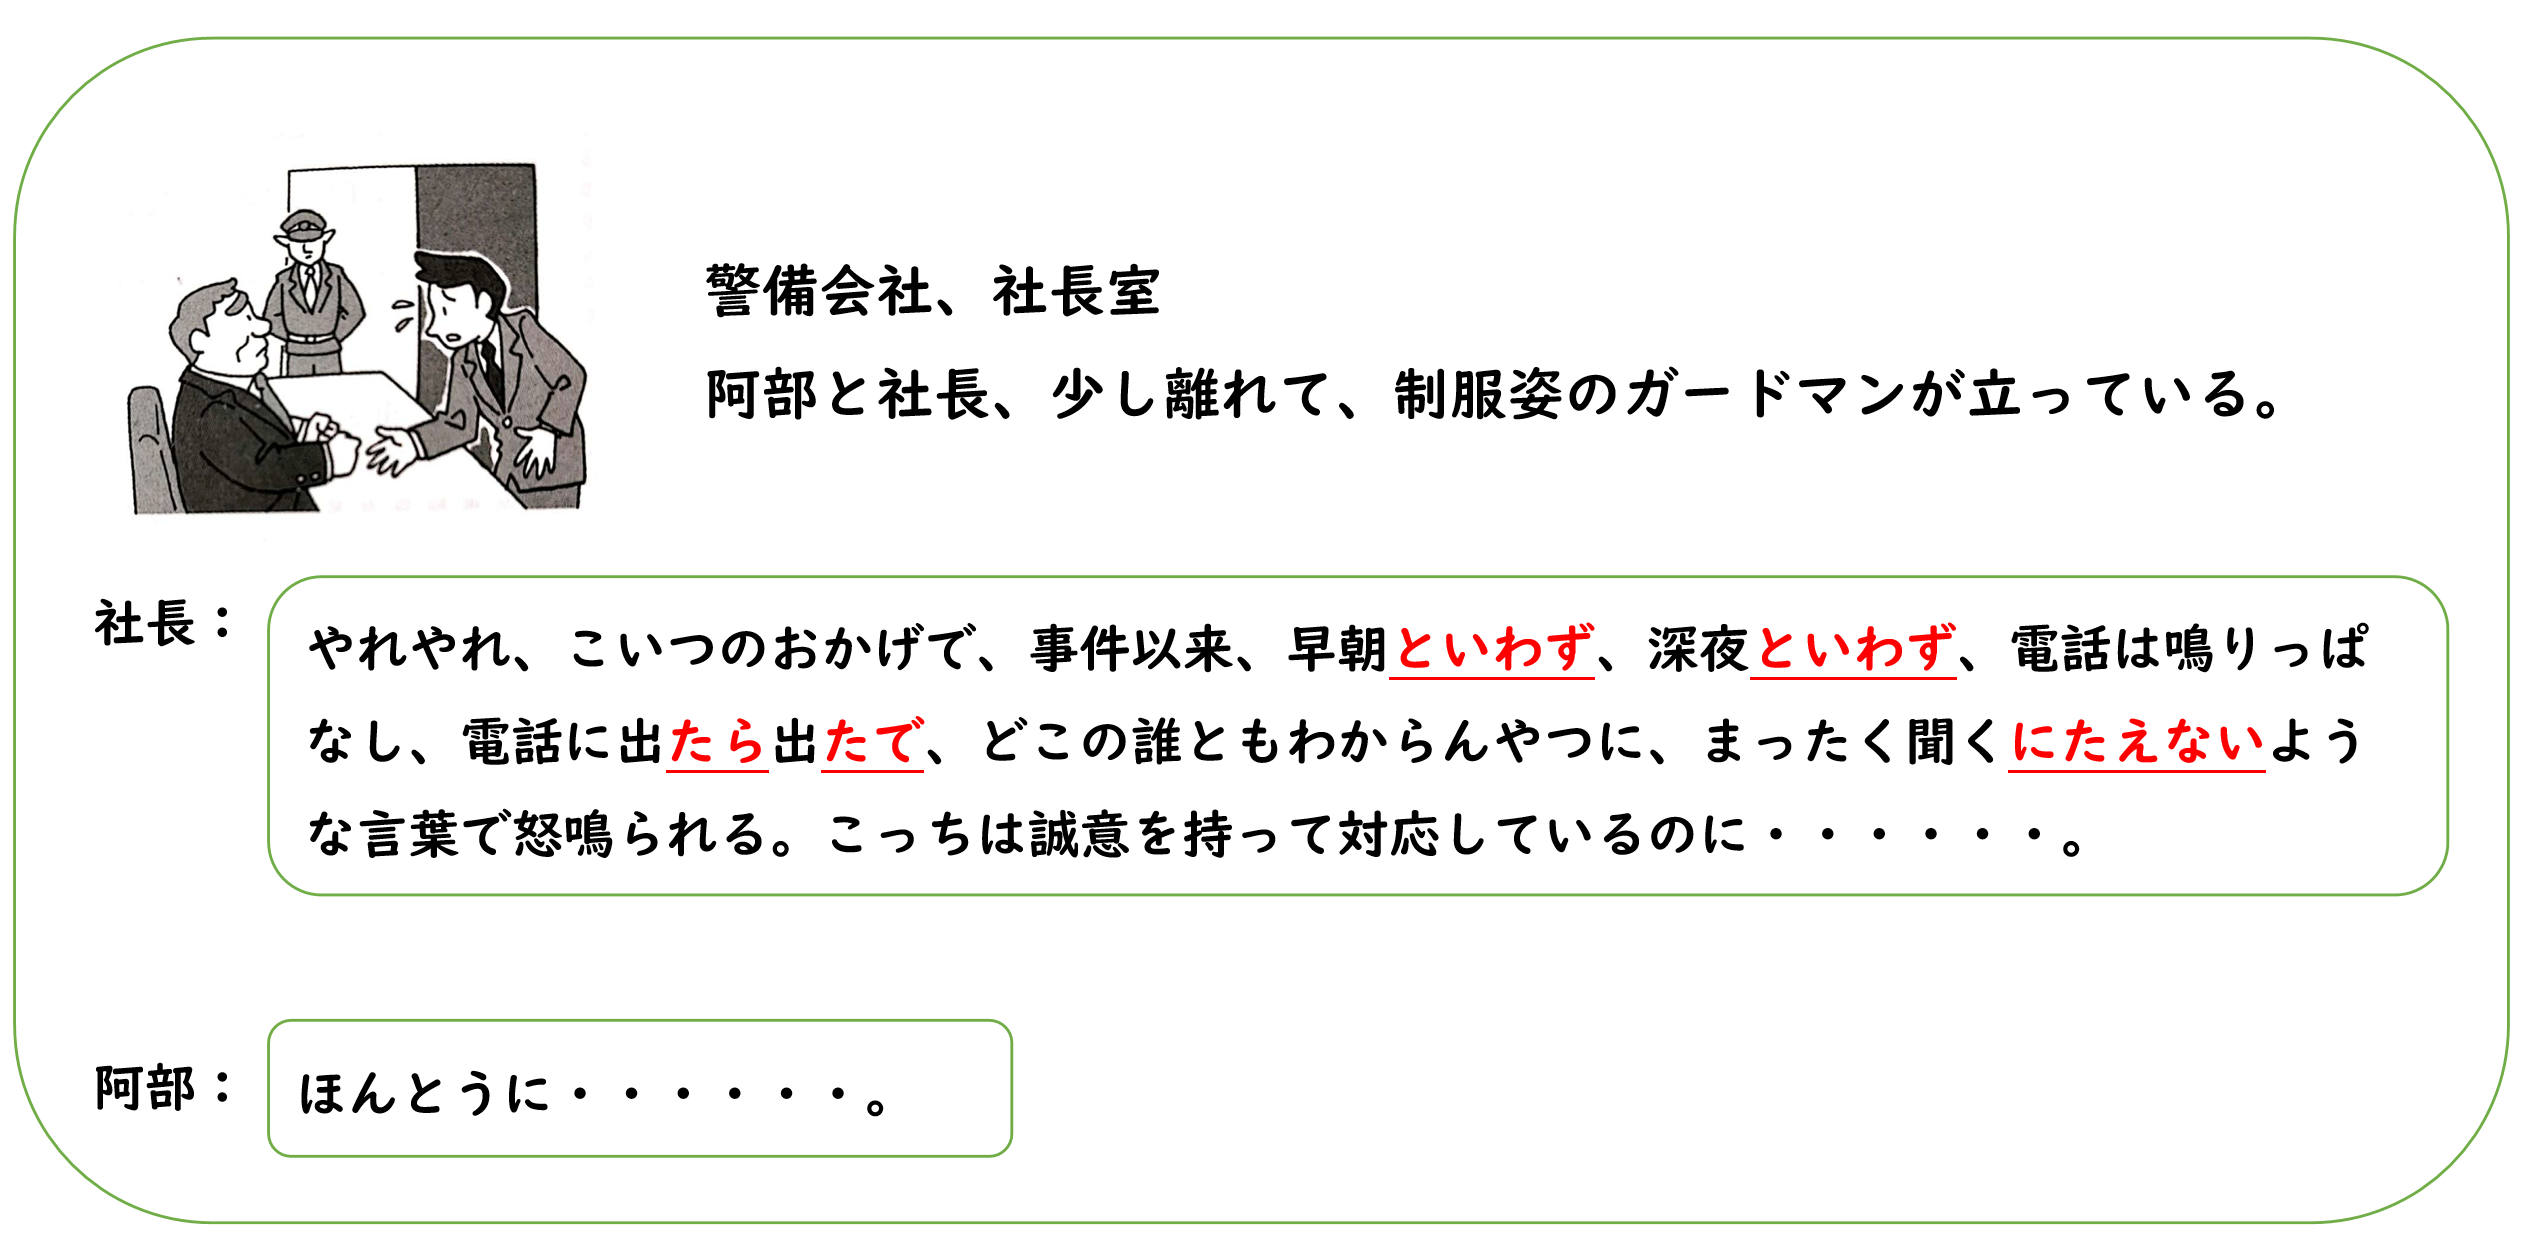 警備会社、社長室
阿部と社長、少し離れて、制服姿のガードマンが立っている。
社長：
やれやれ、こいつのおかげで、事件以来、早朝といわず、深夜といわず、電話は鳴りっぱ
なし、電話に出たら出たで、どこの誰ともわからんやつに、まったく聞くにたえないよう
な言葉で怒鳴られる。こっちは誠意を持って対応しているのに・・・・・・。
阿部：
ほんとうに・・・・・・。